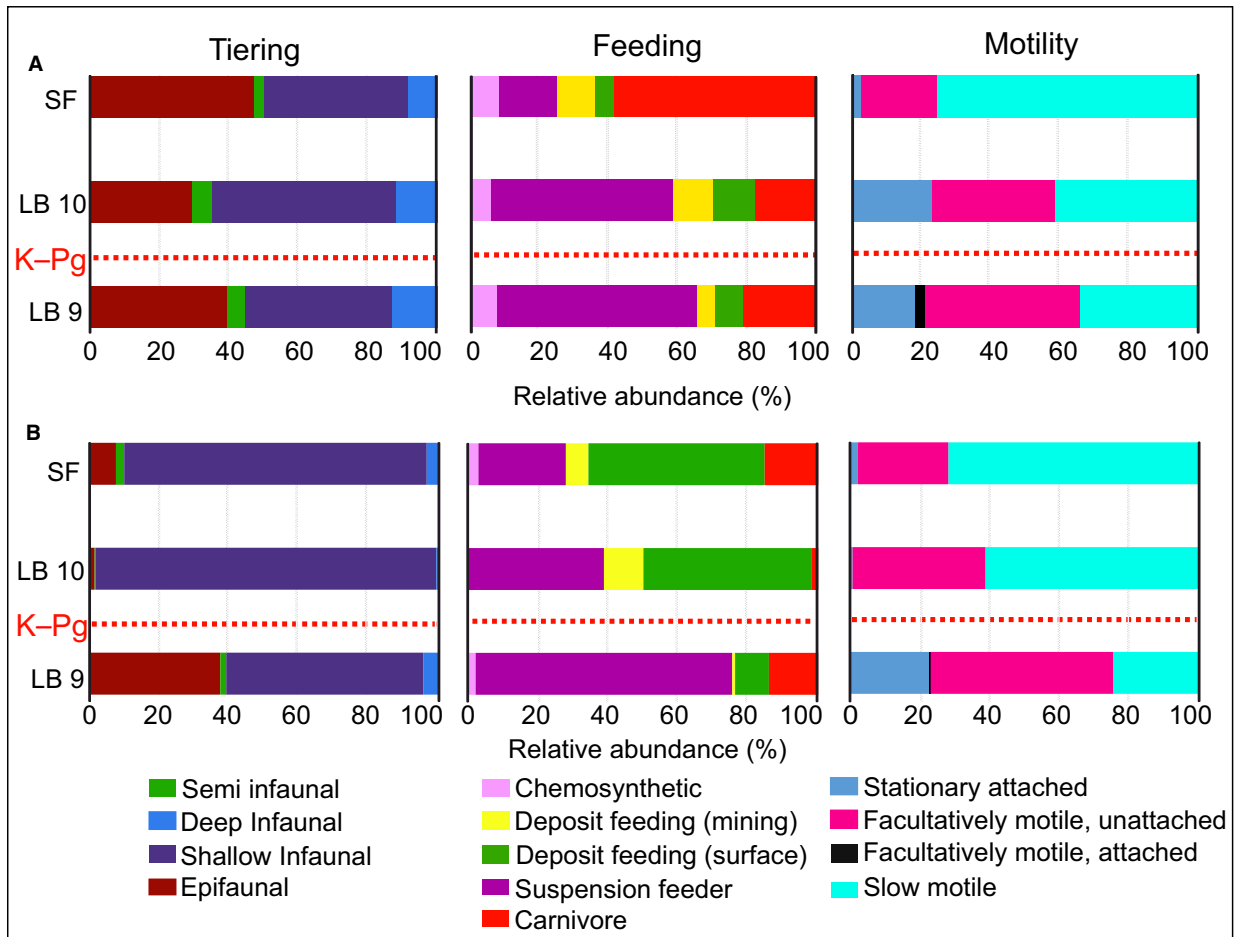 Tiering Feeding Motility
A
SF
LB 10
K–Pg
LB 9
0 20 40 60 80 100 0 20 40 60 80 100 0 20 40 60 80 100
Relative abundance (%)
B
SF
LB 10
K–Pg
LB 9
0 20 40 60 80 100 0 20 40 60 80 100 0 20 40 60 80 100
Relative abundance (%)
Semi infaunal
Deep Infaunal
Shallow Infaunal
Epifaunal
Chemosynthetic
Deposit feeding (mining)
Deposit feeding (surface)
Suspension feeder
Carnivore
Stationary attached
Facultatively motile, unattached
Facultatively motile, attached
Slow motile